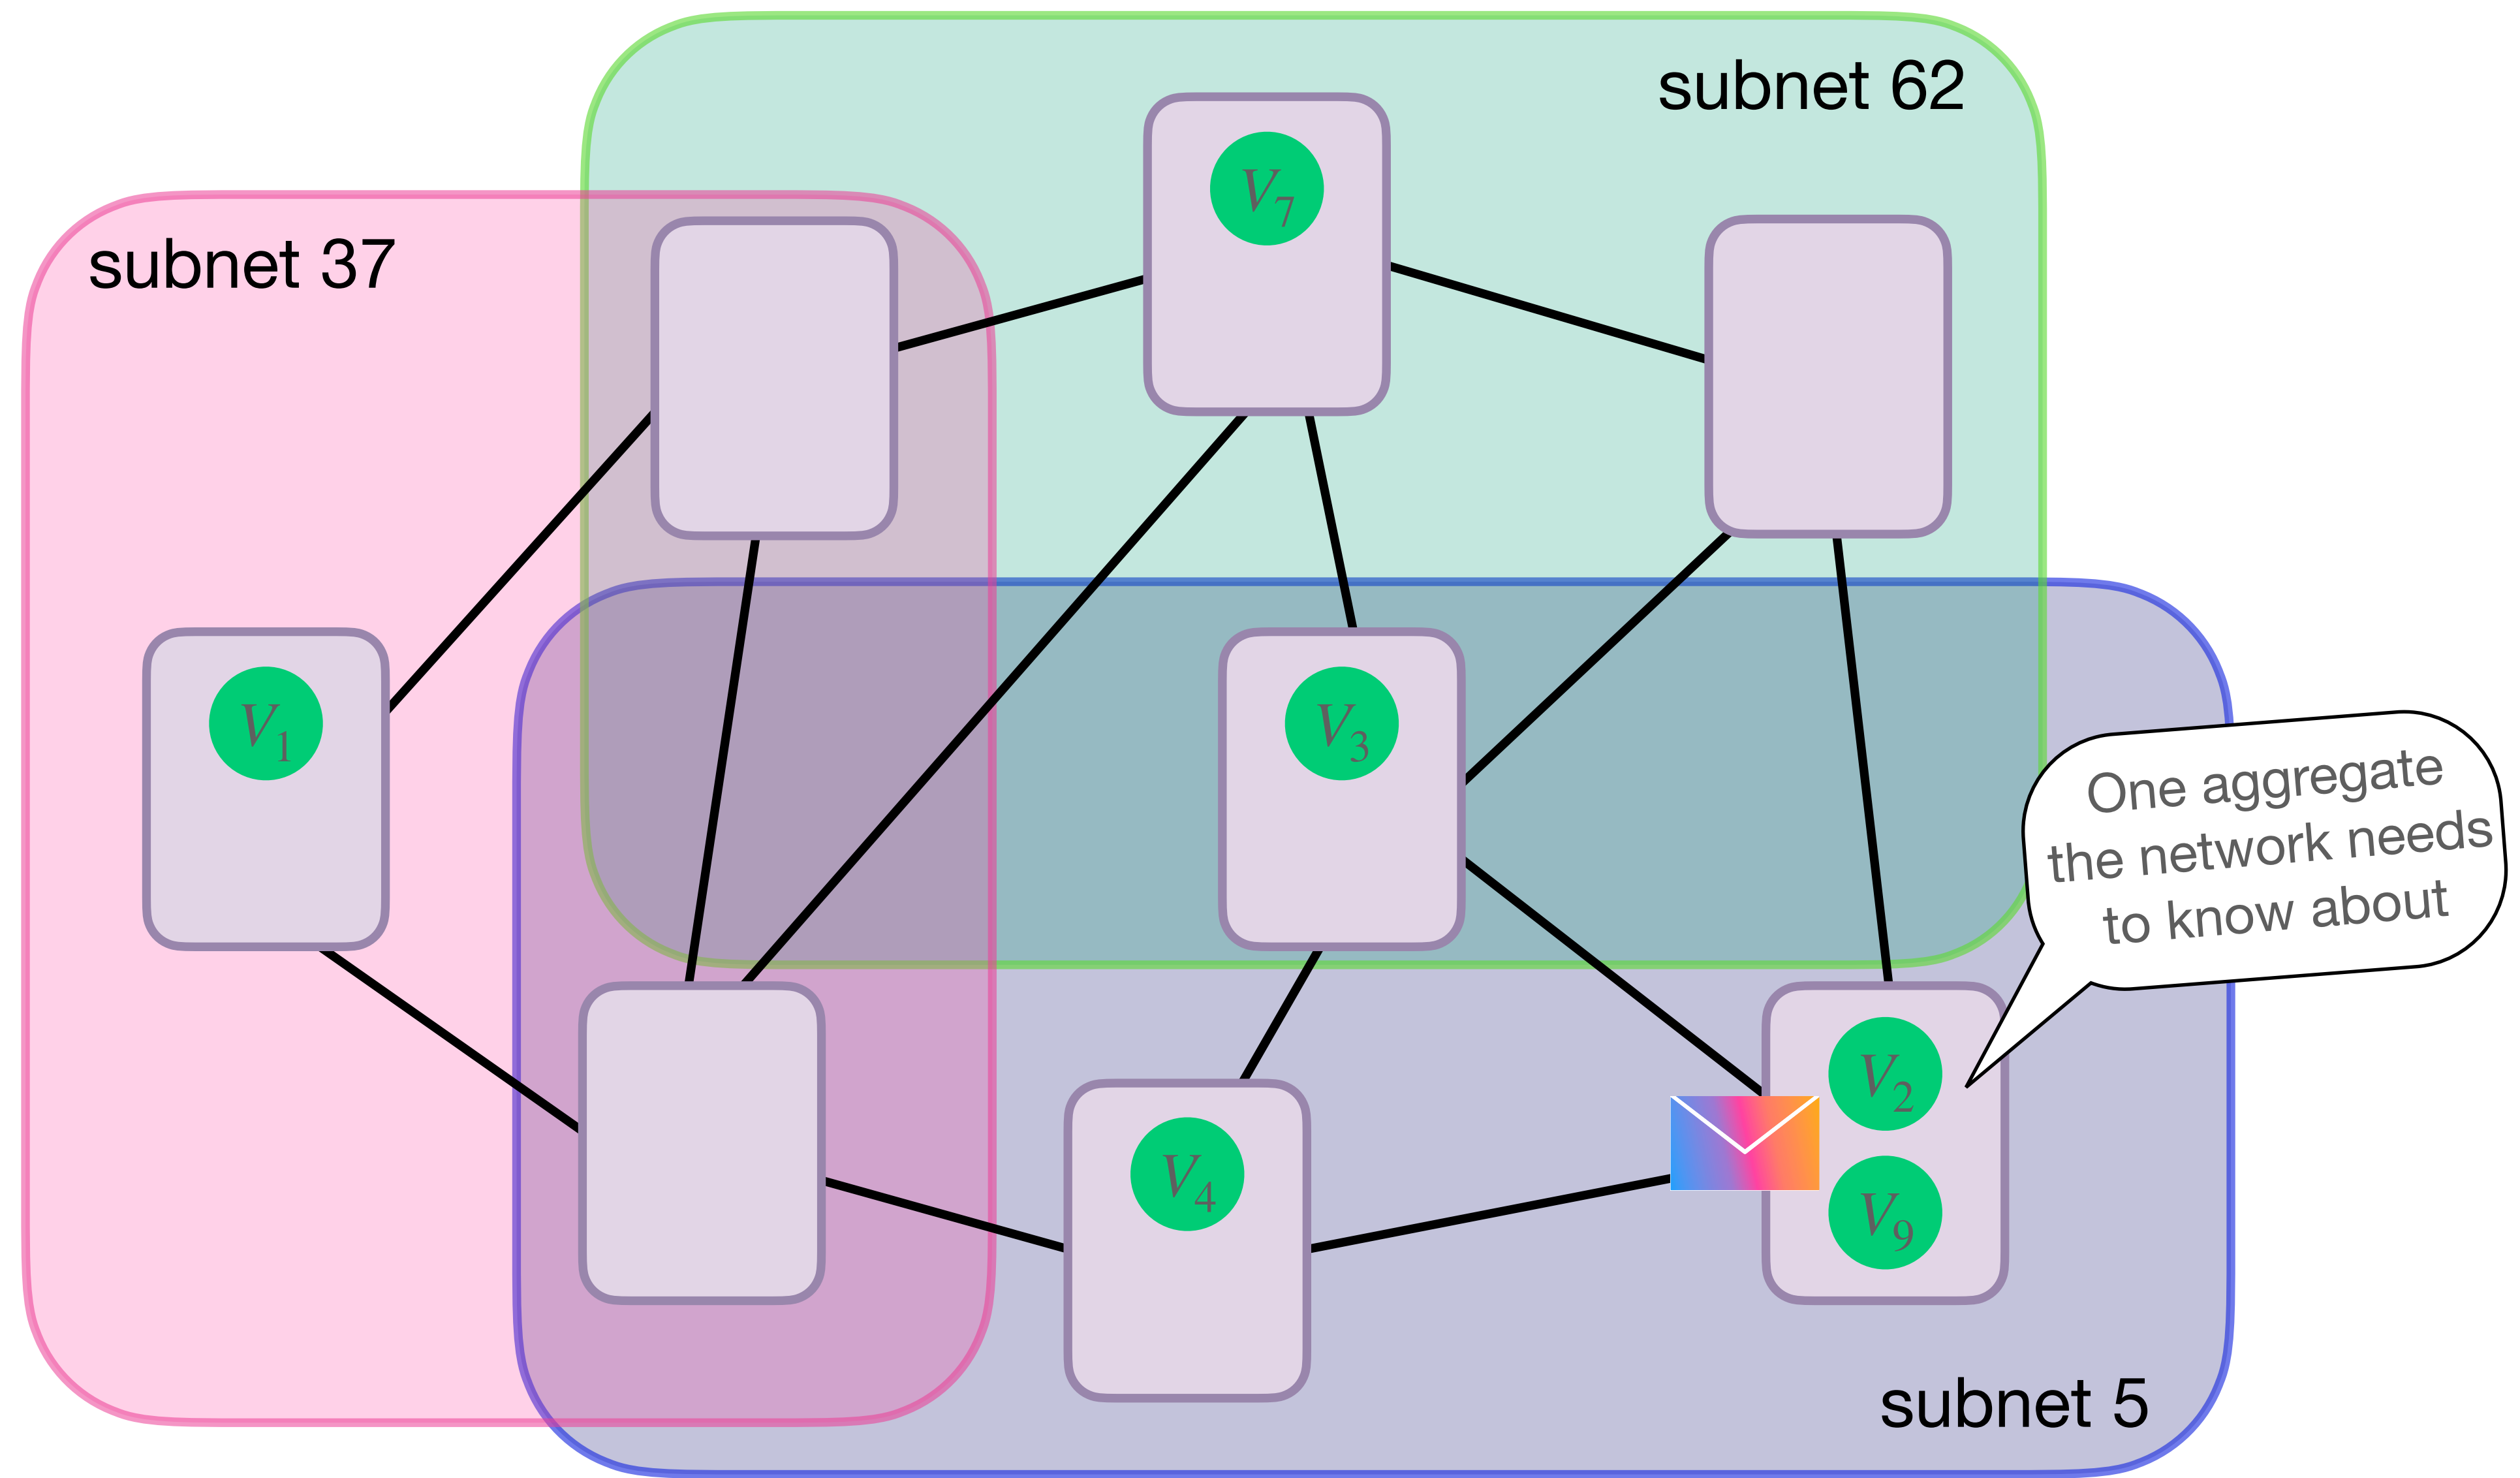 subnet 62
V7
subnet 37
V1
V3
One aggregate
the network needs
to know about
V2
V4
V9
subnet 5